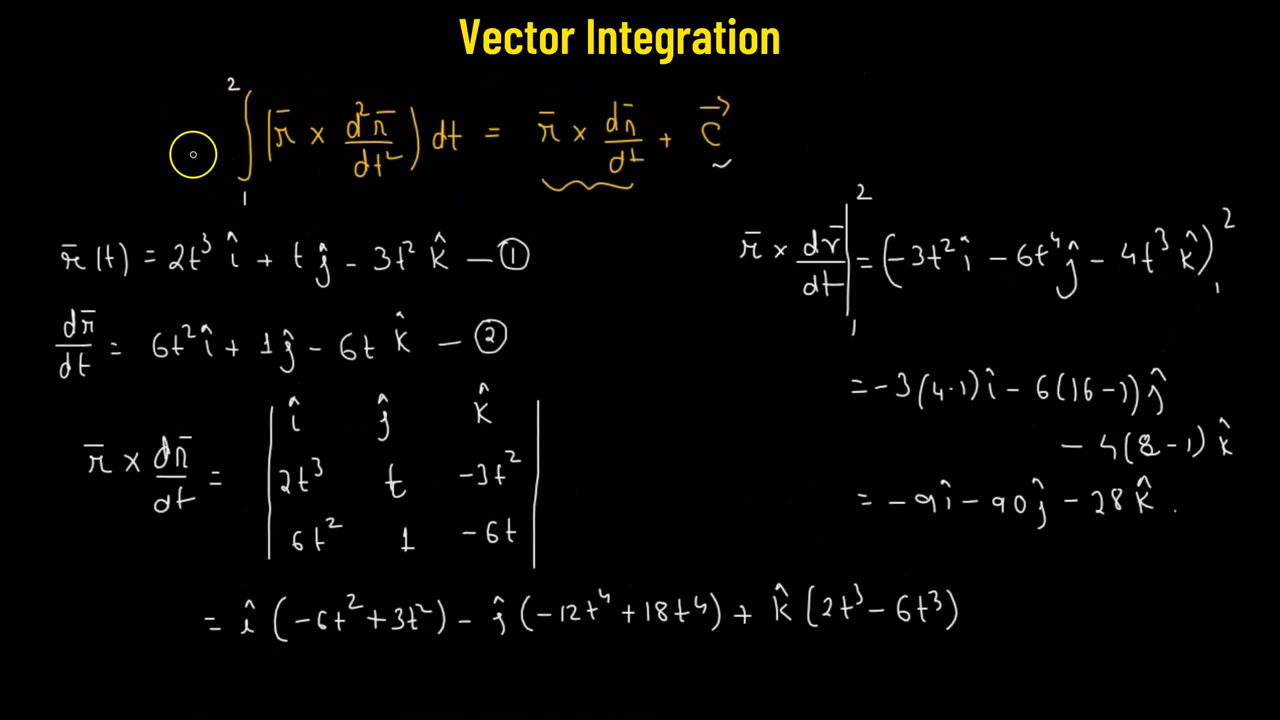 Vector Integration
∫₁² (r̄ × d²r̄/dt²) dt = r̄ × dr̄/dt + c⃗
r̄(t) = 2t³ î + t ĵ - 3t² k̂ — ①
dr̄/dt = 6t² î + 1 ĵ - 6t k̂ — ②
r̄ × dr̄/dt = | î ĵ k̂ |
| 2t³ t -3t² |
| 6t² 1 -6t |
= î (-6t² + 3t²) - ĵ (-12t⁴ + 18t⁴) + k̂ (2t³ - 6t³)
r̄ × dr̄/dt |₁² = (-3t² î - 6t⁴ ĵ - 4t³ k̂)₁²
= -3(4-1) î - 6(16-1) ĵ
- 4(8-1) k̂
= -9 î - 90 ĵ - 28 k̂ .